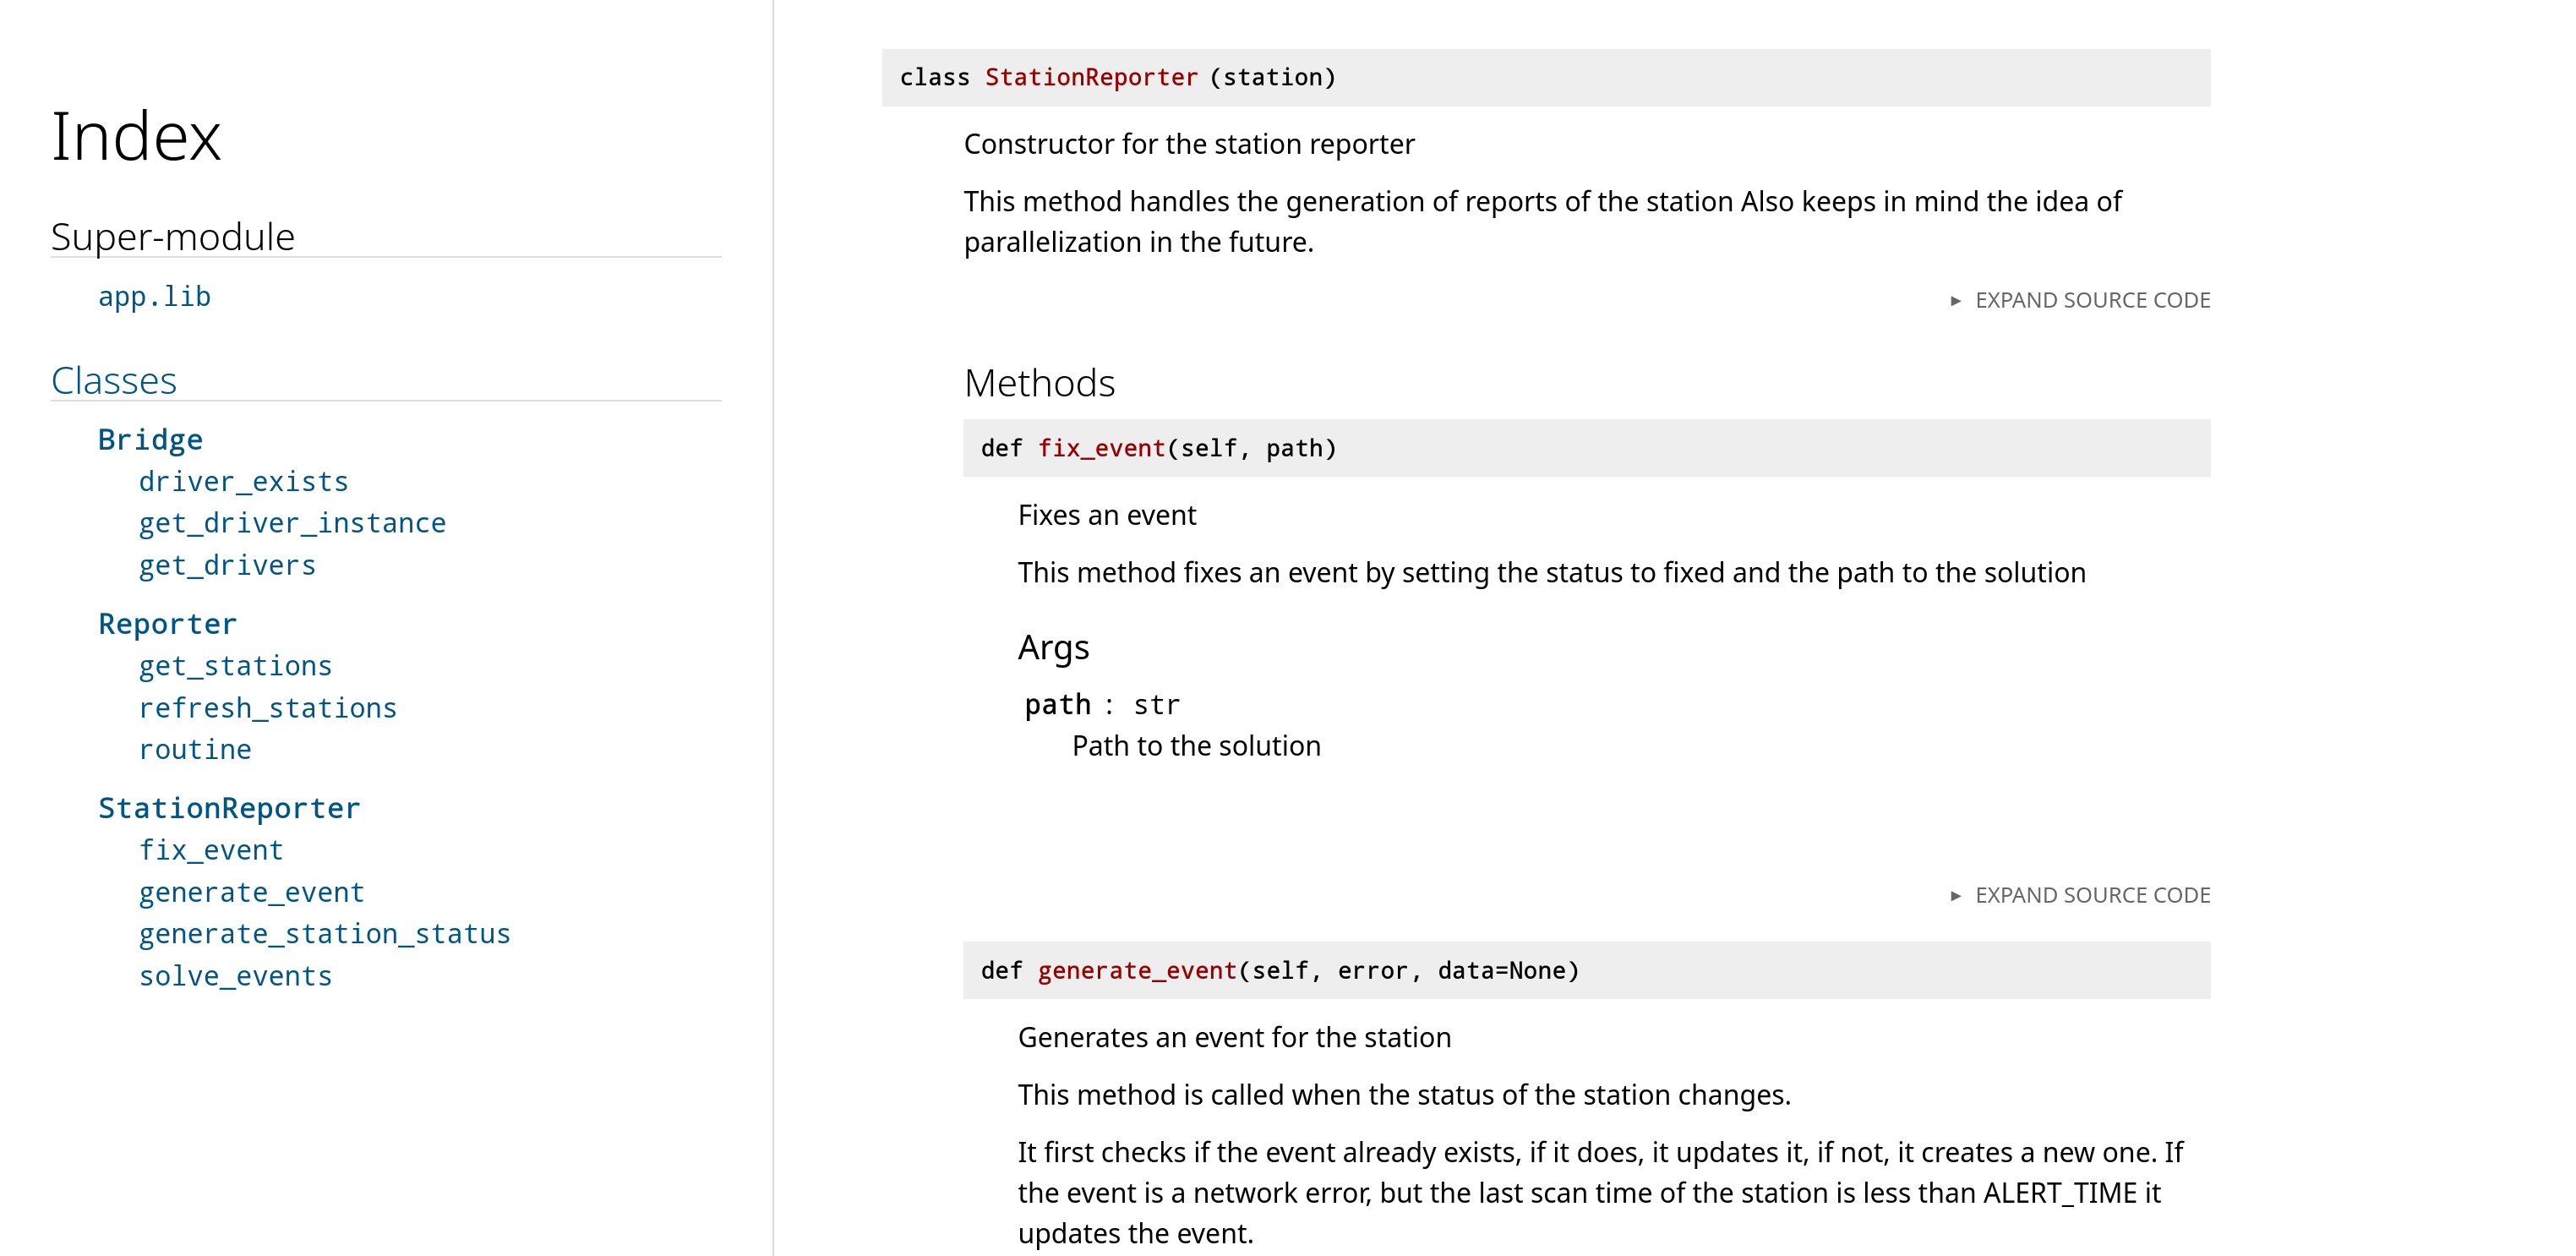 Index
Super-module
app.lib
Classes
Bridge
driver_exists
get_driver_instance
get_drivers
Reporter
get_stations
refresh_stations
routine
StationReporter
fix_event
generate_event
generate_station_status
solve_events
class StationReporter (station)
Constructor for the station reporter
This method handles the generation of reports of the station Also keeps in mind the idea of
parallelization in the future.
► EXPAND SOURCE CODE
Methods
def fix_event(self, path)
Fixes an event
This method fixes an event by setting the status to fixed and the path to the solution
Args
path : str
Path to the solution
► EXPAND SOURCE CODE
def generate_event(self, error, data=None)
Generates an event for the station
This method is called when the status of the station changes.
It first checks if the event already exists, if it does, it updates it, if not, it creates a new one. If
the event is a network error, but the last scan time of the station is less than ALERT_TIME it
updates the event.